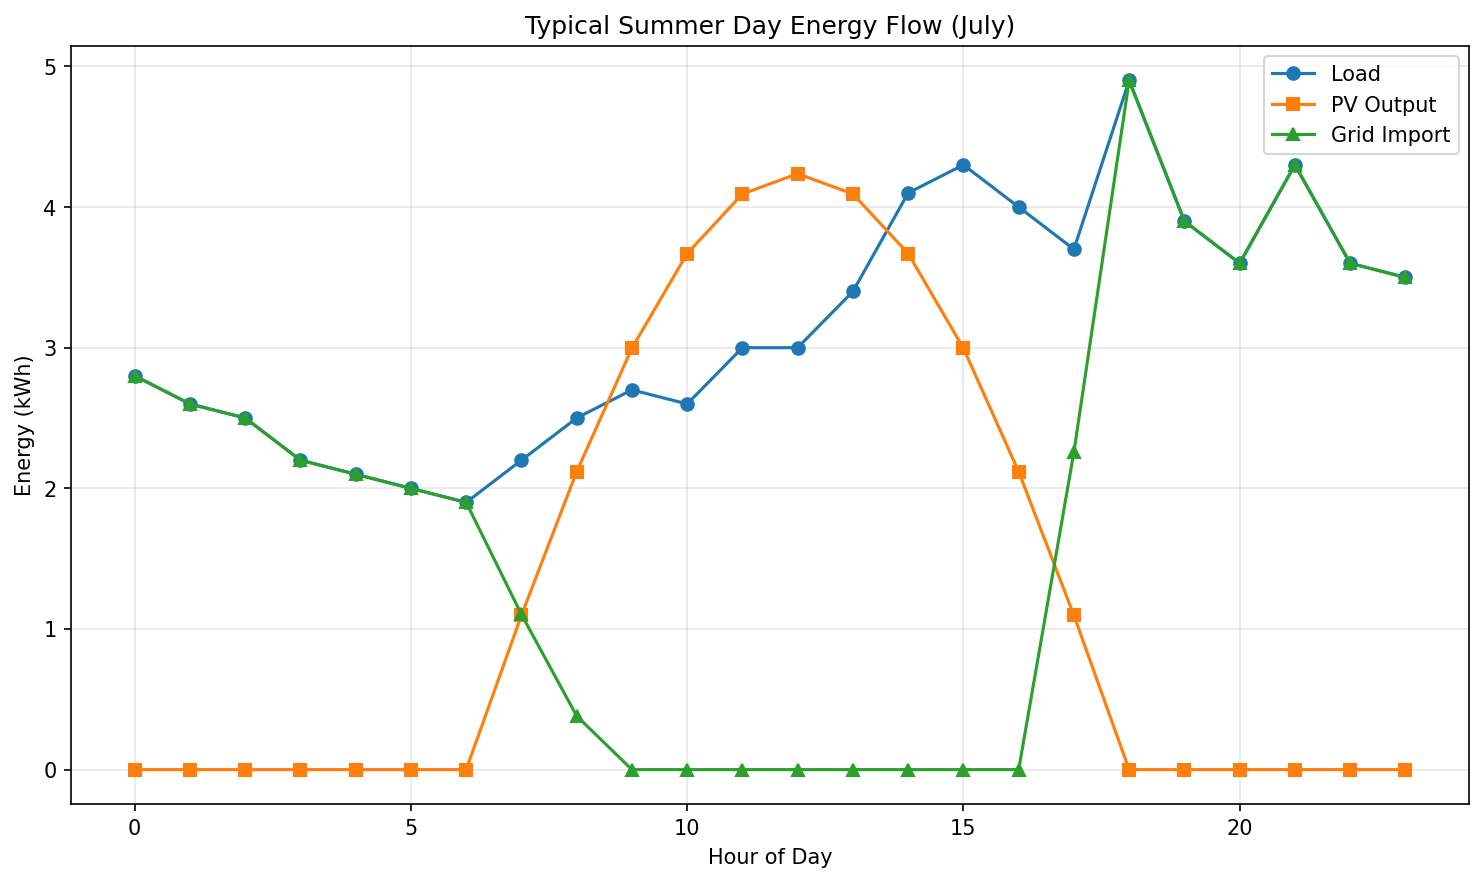 Typical Summer Day Energy Flow (July)
Load
PV Output
Grid Import
Energy (kWh)
5
4
3
2
1
0
0 5 10 15 20
Hour of Day